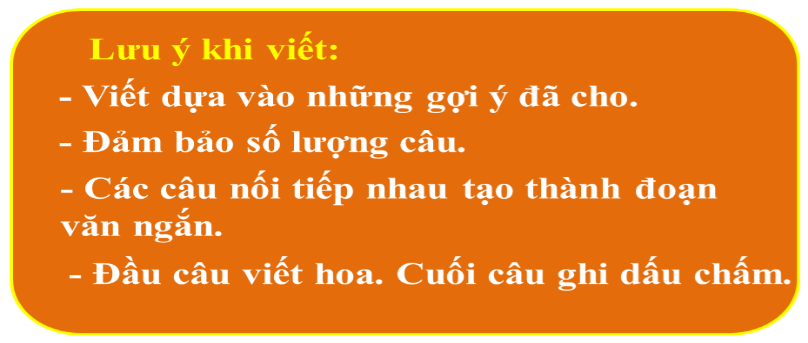 Lưu ý khi viết:
- Viết dựa vào những gợi ý đã cho.
- Đảm bảo số lượng câu.
- Các câu nối tiếp nhau tạo thành đoạn
văn ngắn.
- Đầu câu viết hoa. Cuối câu ghi dấu chấm.